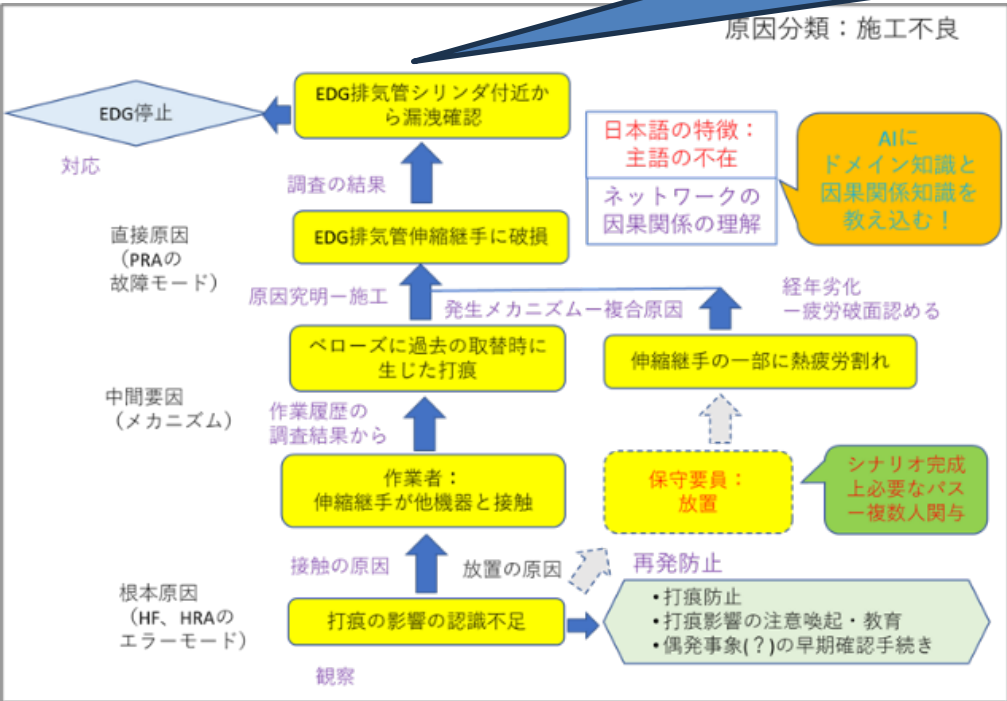 原因分類：施工不良
EDG排気管シリンダ付近か
ら漏洩確認
EDG停止
対応
日本語の特徴：
主語の不在
ネットワークの
因果関係の理解
AIに
ドメイン知識と
因果関係知識を
教え込む！
調査の結果
直接原因
（PRAの
故障モード）
EDG排気管伸縮継手に破損
原因究明ー施工
発生メカニズムー複合原因
経年劣化
ー疲労破面認める
ベローズに過去の取替時に
生じた打痕
伸縮継手の一部に熱疲労割れ
中間要因
（メカニズム）
作業履歴の
調査結果から
作業者：
伸縮継手が他機器と接触
保守要員：
放置
シナリオ完成
上必要なパス
ー複数人関与
接触の原因
放置の原因
再発防止
根本原因
（HF、HRAの
エラーモード）
打痕の影響の認識不足
•打痕防止
•打痕影響の注意喚起・教育
•偶発事象(？)の早期確認手続き
観察